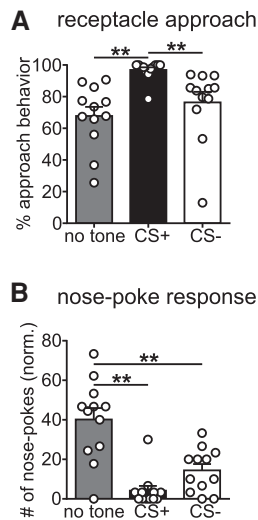 A receptacle approach
** **
% approach behavior
100
80
60
40
20
0
no tone CS+ CS-
B nose-poke response
# of nose-pokes (norm.)
80
60
40
20
0
**
**
no tone CS+ CS-